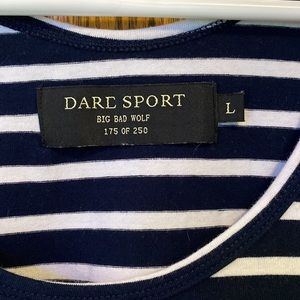 DARE SPORT
BIG BAD WOLF
175 OF 250
L